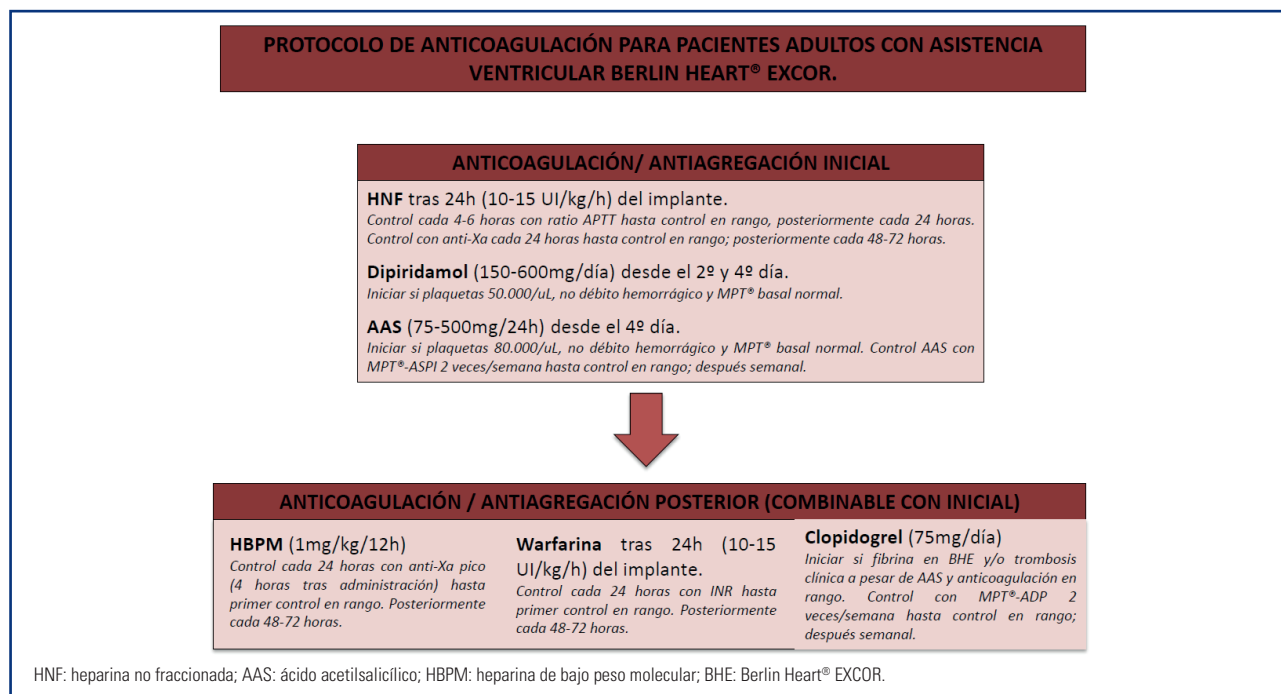 PROTOCOLO DE ANTICOAGULACIÓN PARA PACIENTES ADULTOS CON ASISTENCIA
VENTRICULAR BERLIN HEART® EXCOR.
ANTICOAGULACIÓN/ ANTIAGREGACIÓN INICIAL
HNF tras 24h (10-15 UI/kg/h) del implante.
Control cada 4-6 horas con ratio APTT hasta control en rango, posteriormente cada 24 horas.
Control con anti-Xa cada 24 horas hasta control en rango; posteriormente cada 48-72 horas.
Dipiridamol (150-600mg/día) desde el 2º y 4º día.
Iniciar si plaquetas 50.000/uL, no débito hemorrágico y MPT® basal normal.
AAS (75-500mg/24h) desde el 4º día.
Iniciar si plaquetas 80.000/uL, no débito hemorrágico y MPT® basal normal. Control AAS con
MPT®-ASPI 2 veces/semana hasta control en rango; después semanal.
ANTICOAGULACIÓN / ANTIAGREGACIÓN POSTERIOR (COMBINABLE CON INICIAL)
HBPM (1mg/kg/12h)
Control cada 24 horas con anti-Xa pico
(4 horas tras administración) hasta
primer control en rango. Posteriormente
cada 48-72 horas.
Warfarina tras 24h (10-15
UI/kg/h) del implante.
Control cada 24 horas con INR hasta
primer control en rango. Posteriormente
cada 48-72 horas.
Clopidogrel (75mg/día)
Iniciar si fibrina en BHE y/o trombosis
clínica a pesar de AAS y anticoagulación en
rango. Control con MPT®-ADP 2
veces/semana hasta control en rango;
después semanal.
HNF: heparina no fraccionada; AAS: ácido acetilsalicílico; HBPM: heparina de bajo peso molecular; BHE: Berlin Heart® EXCOR.